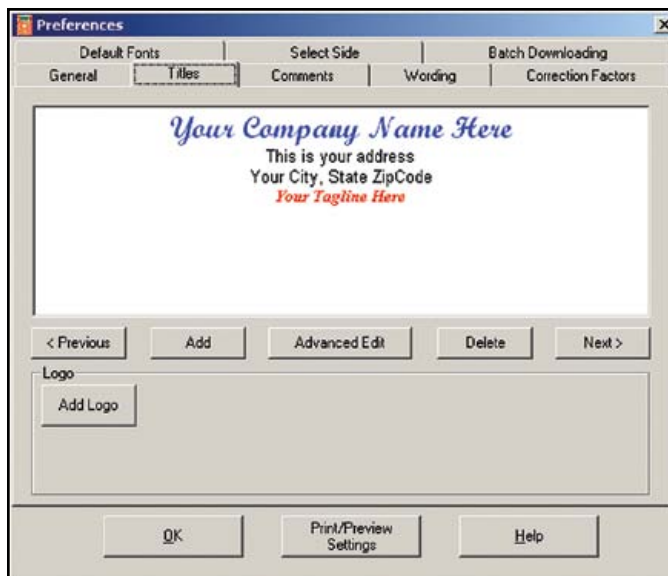 Preferences
Default Fonts Select Side Batch Downloading
General Titles Comments Wording Correction Factors
Your Company Name Here
This is your address
Your City, State ZipCode
Your Tagline Here
< Previous Add Advanced Edit Delete Next >
Logo
Add Logo
OK Print/Preview Settings Help